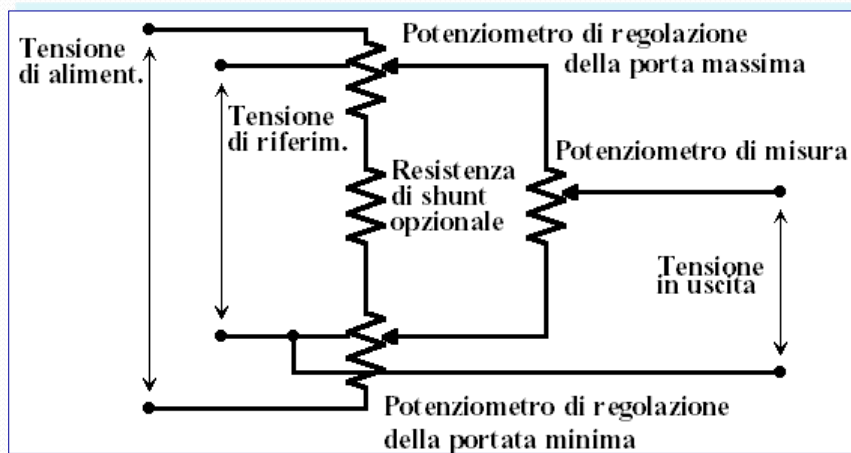 Tensione
di aliment.
Potenziometro di regolazione
della porta massima
Tensione
di riferim.
Resistenza
di shunt
opzionale
Potenziometro di misura
Tensione
in uscita
Potenziometro di regolazione
della portata minima